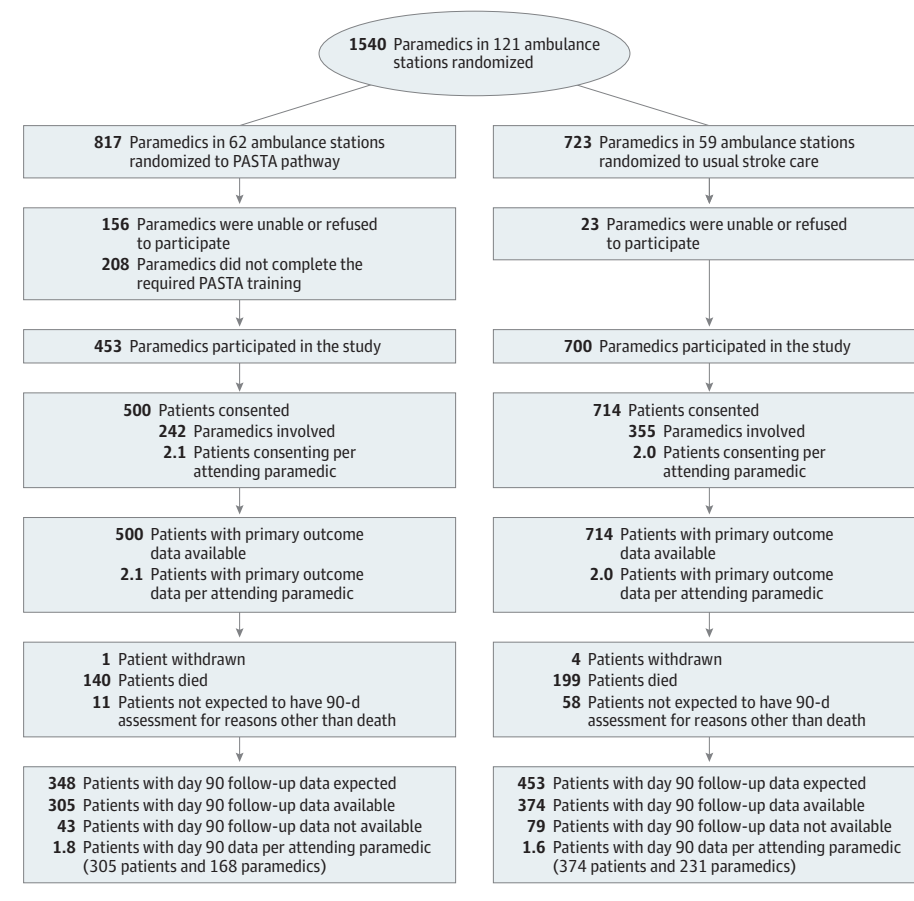 1540 Paramedics in 121 ambulance
stations randomized
817 Paramedics in 62 ambulance stations
randomized to PASTA pathway
156 Paramedics were unable or refused
to participate
208 Paramedics did not complete the
required PASTA training
453 Paramedics participated in the study
500 Patients consented
242 Paramedics involved
2.1 Patients consenting per
attending paramedic
500 Patients with primary outcome
data available
2.1 Patients with primary outcome
data per attending paramedic
1 Patient withdrawn
140 Patients died
11 Patients not expected to have 90-d
assessment for reasons other than death
348 Patients with day 90 follow-up data expected
305 Patients with day 90 follow-up data available
43 Patients with day 90 follow-up data not available
1.8 Patients with day 90 data per attending paramedic
(305 patients and 168 paramedics)
723 Paramedics in 59 ambulance stations
randomized to usual stroke care
23 Paramedics were unable or refused
to participate
700 Paramedics participated in the study
714 Patients consented
355 Paramedics involved
2.0 Patients consenting per
attending paramedic
714 Patients with primary outcome
data available
2.0 Patients with primary outcome
data per attending paramedic
4 Patients withdrawn
199 Patients died
58 Patients not expected to have 90-d
assessment for reasons other than death
453 Patients with day 90 follow-up data expected
374 Patients with day 90 follow-up data available
79 Patients with day 90 follow-up data not available
1.6 Patients with day 90 data per attending paramedic
(374 patients and 231 paramedics)